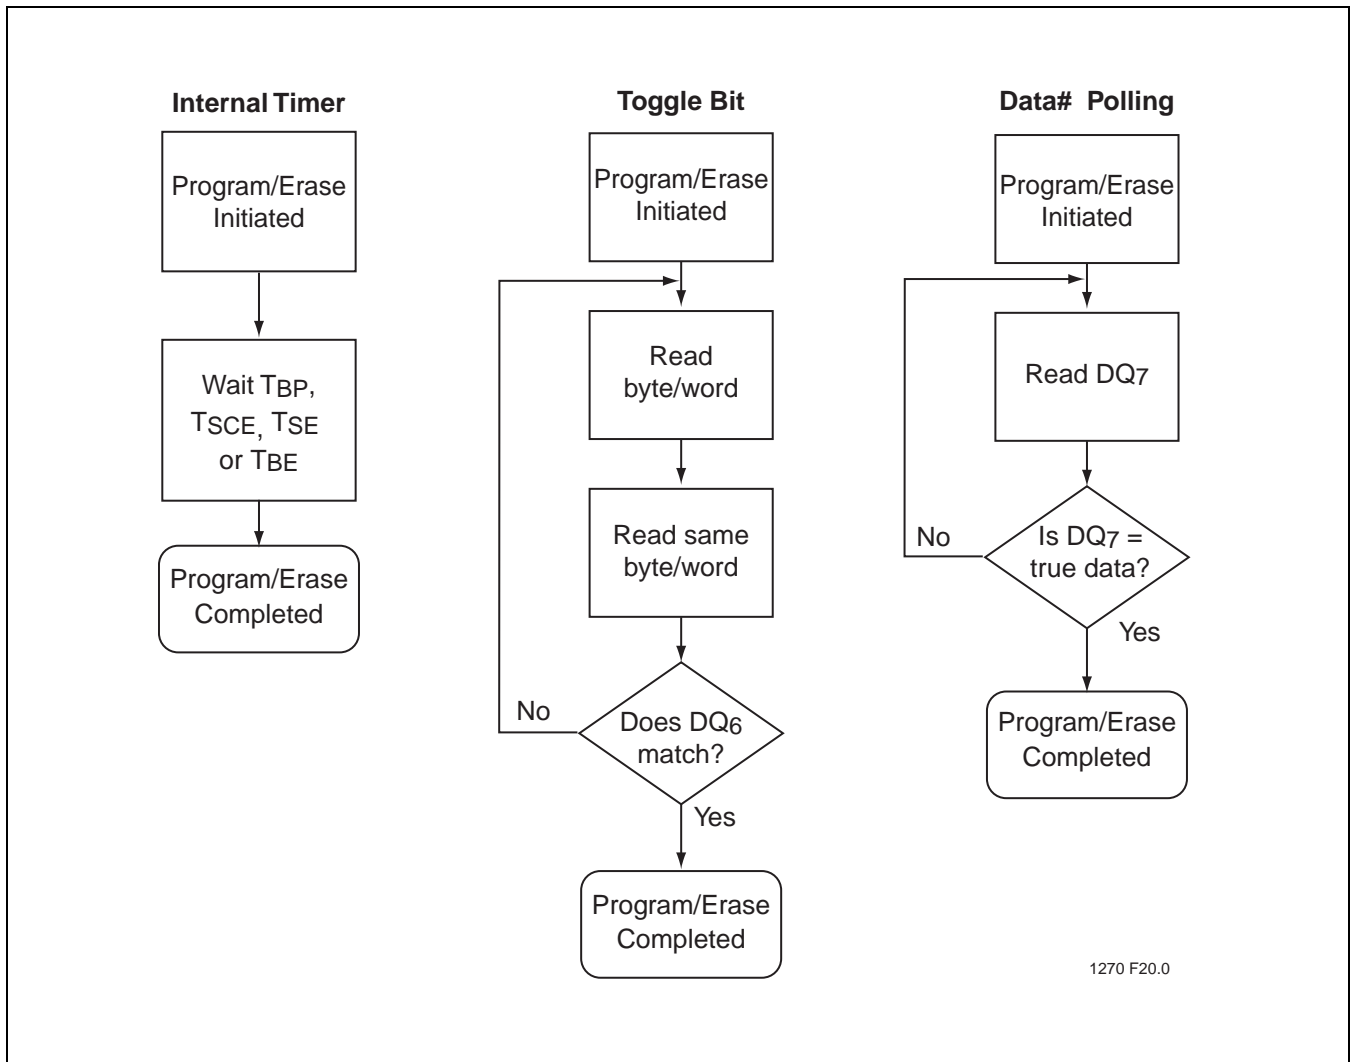 Internal Timer
Program/Erase
Initiated
Wait TBP,
TSCE, TSE
or TBE
Program/Erase
Completed
Toggle Bit
Program/Erase
Initiated
Read
byte/word
Read same
byte/word
No
Does DQ6
match?
Yes
Program/Erase
Completed
Data# Polling
Program/Erase
Initiated
Read DQ7
No
Is DQ7 =
true data?
Yes
Program/Erase
Completed
1270 F20.0